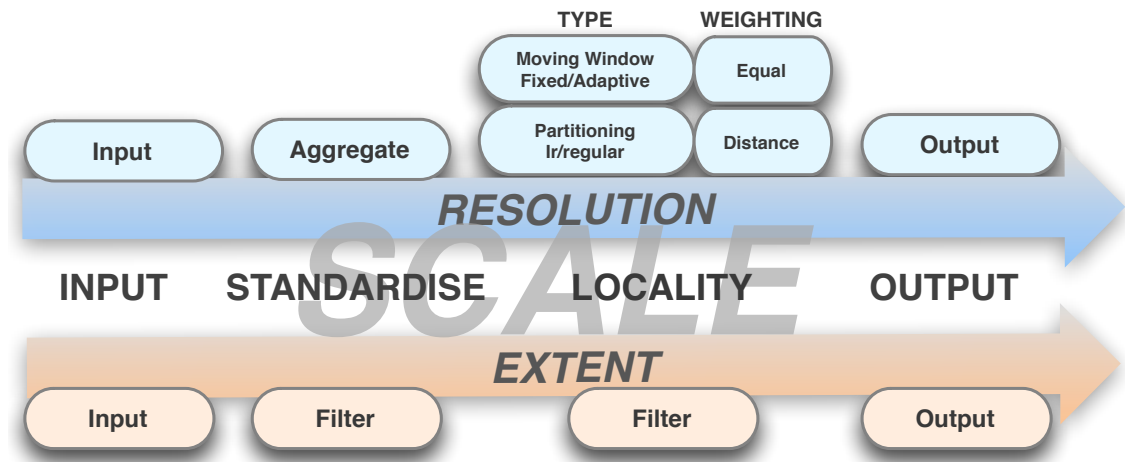 TYPE WEIGHTING
Moving Window
Fixed/Adaptive
Equal
Input
Aggregate
Partitioning
Ir/regular
Distance
Output
RESOLUTION
SCALE
INPUT STANDARDISE LOCALITY OUTPUT
EXTENT
Input
Filter
Filter
Output